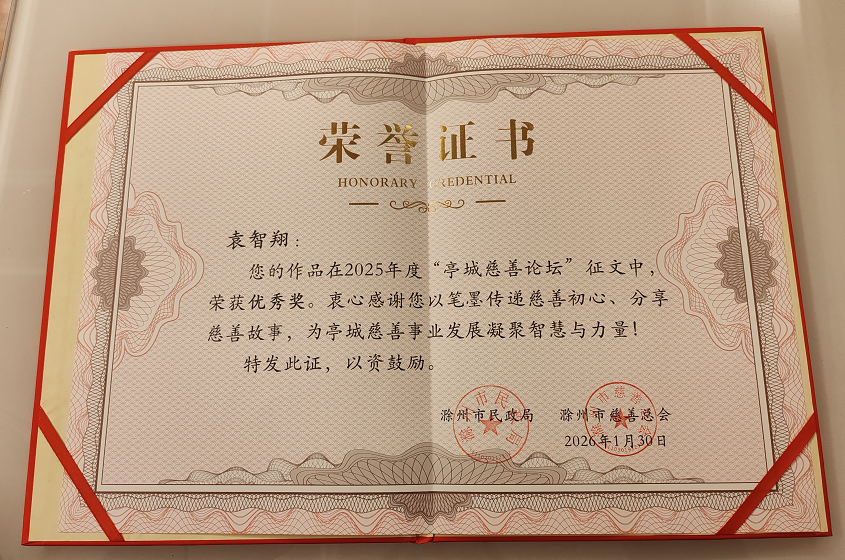 荣誉证书
HONORARY CREDENTIAL
袁智翔：
您的作品在2025年度“亭城慈善论坛”征文中，
荣获优秀奖。衷心感谢您以笔墨传递慈善初心、分享
慈善故事，为亭城慈善事业发展凝聚智慧与力量！
特发此证，以资鼓励。
滁州市民政局 滁州市慈善总会
2026年1月30日